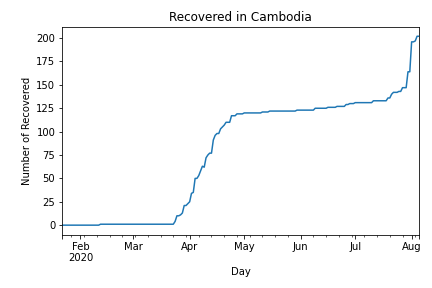 Recovered in Cambodia
Number of Recovered
200
175
150
125
100
75
50
25
0
Feb
2020
Mar
Apr
May
Jun
Jul
Aug
Day